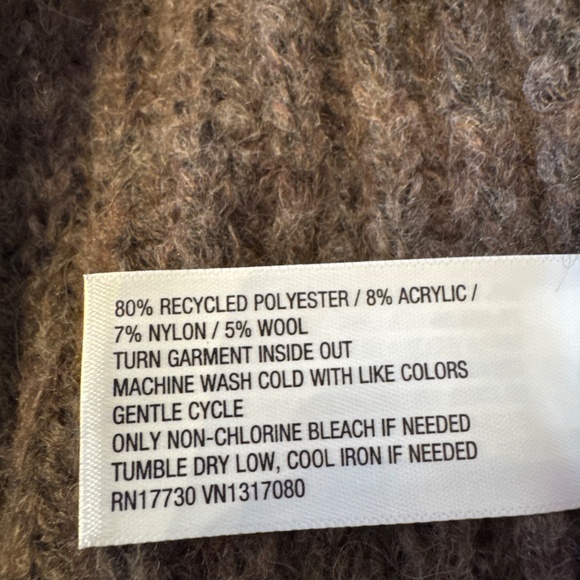 80% RECYCLED POLYESTER / 8% ACRYLIC /
7% NYLON / 5% WOOL
TURN GARMENT INSIDE OUT
MACHINE WASH COLD WITH LIKE COLORS
GENTLE CYCLE
ONLY NON-CHLORINE BLEACH IF NEEDED
TUMBLE DRY LOW, COOL IRON IF NEEDED
RN17730 VN1317080